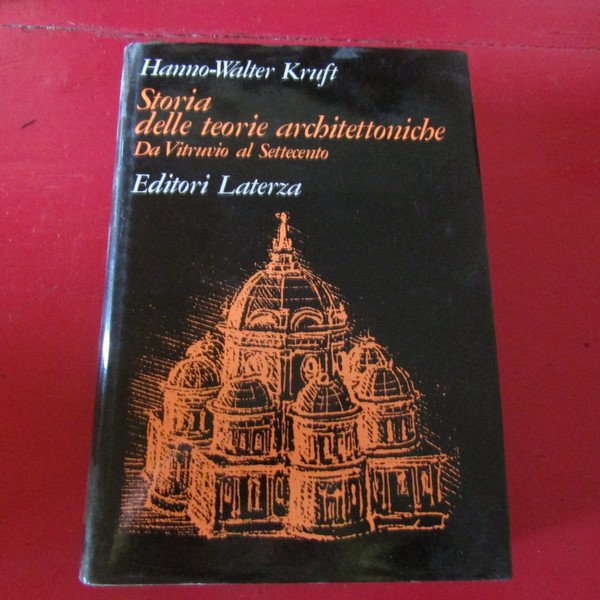 Hanno-Walter Kruft
Storia
delle teorie architettoniche
Da Vitruvio al Settecento
Editori Laterza